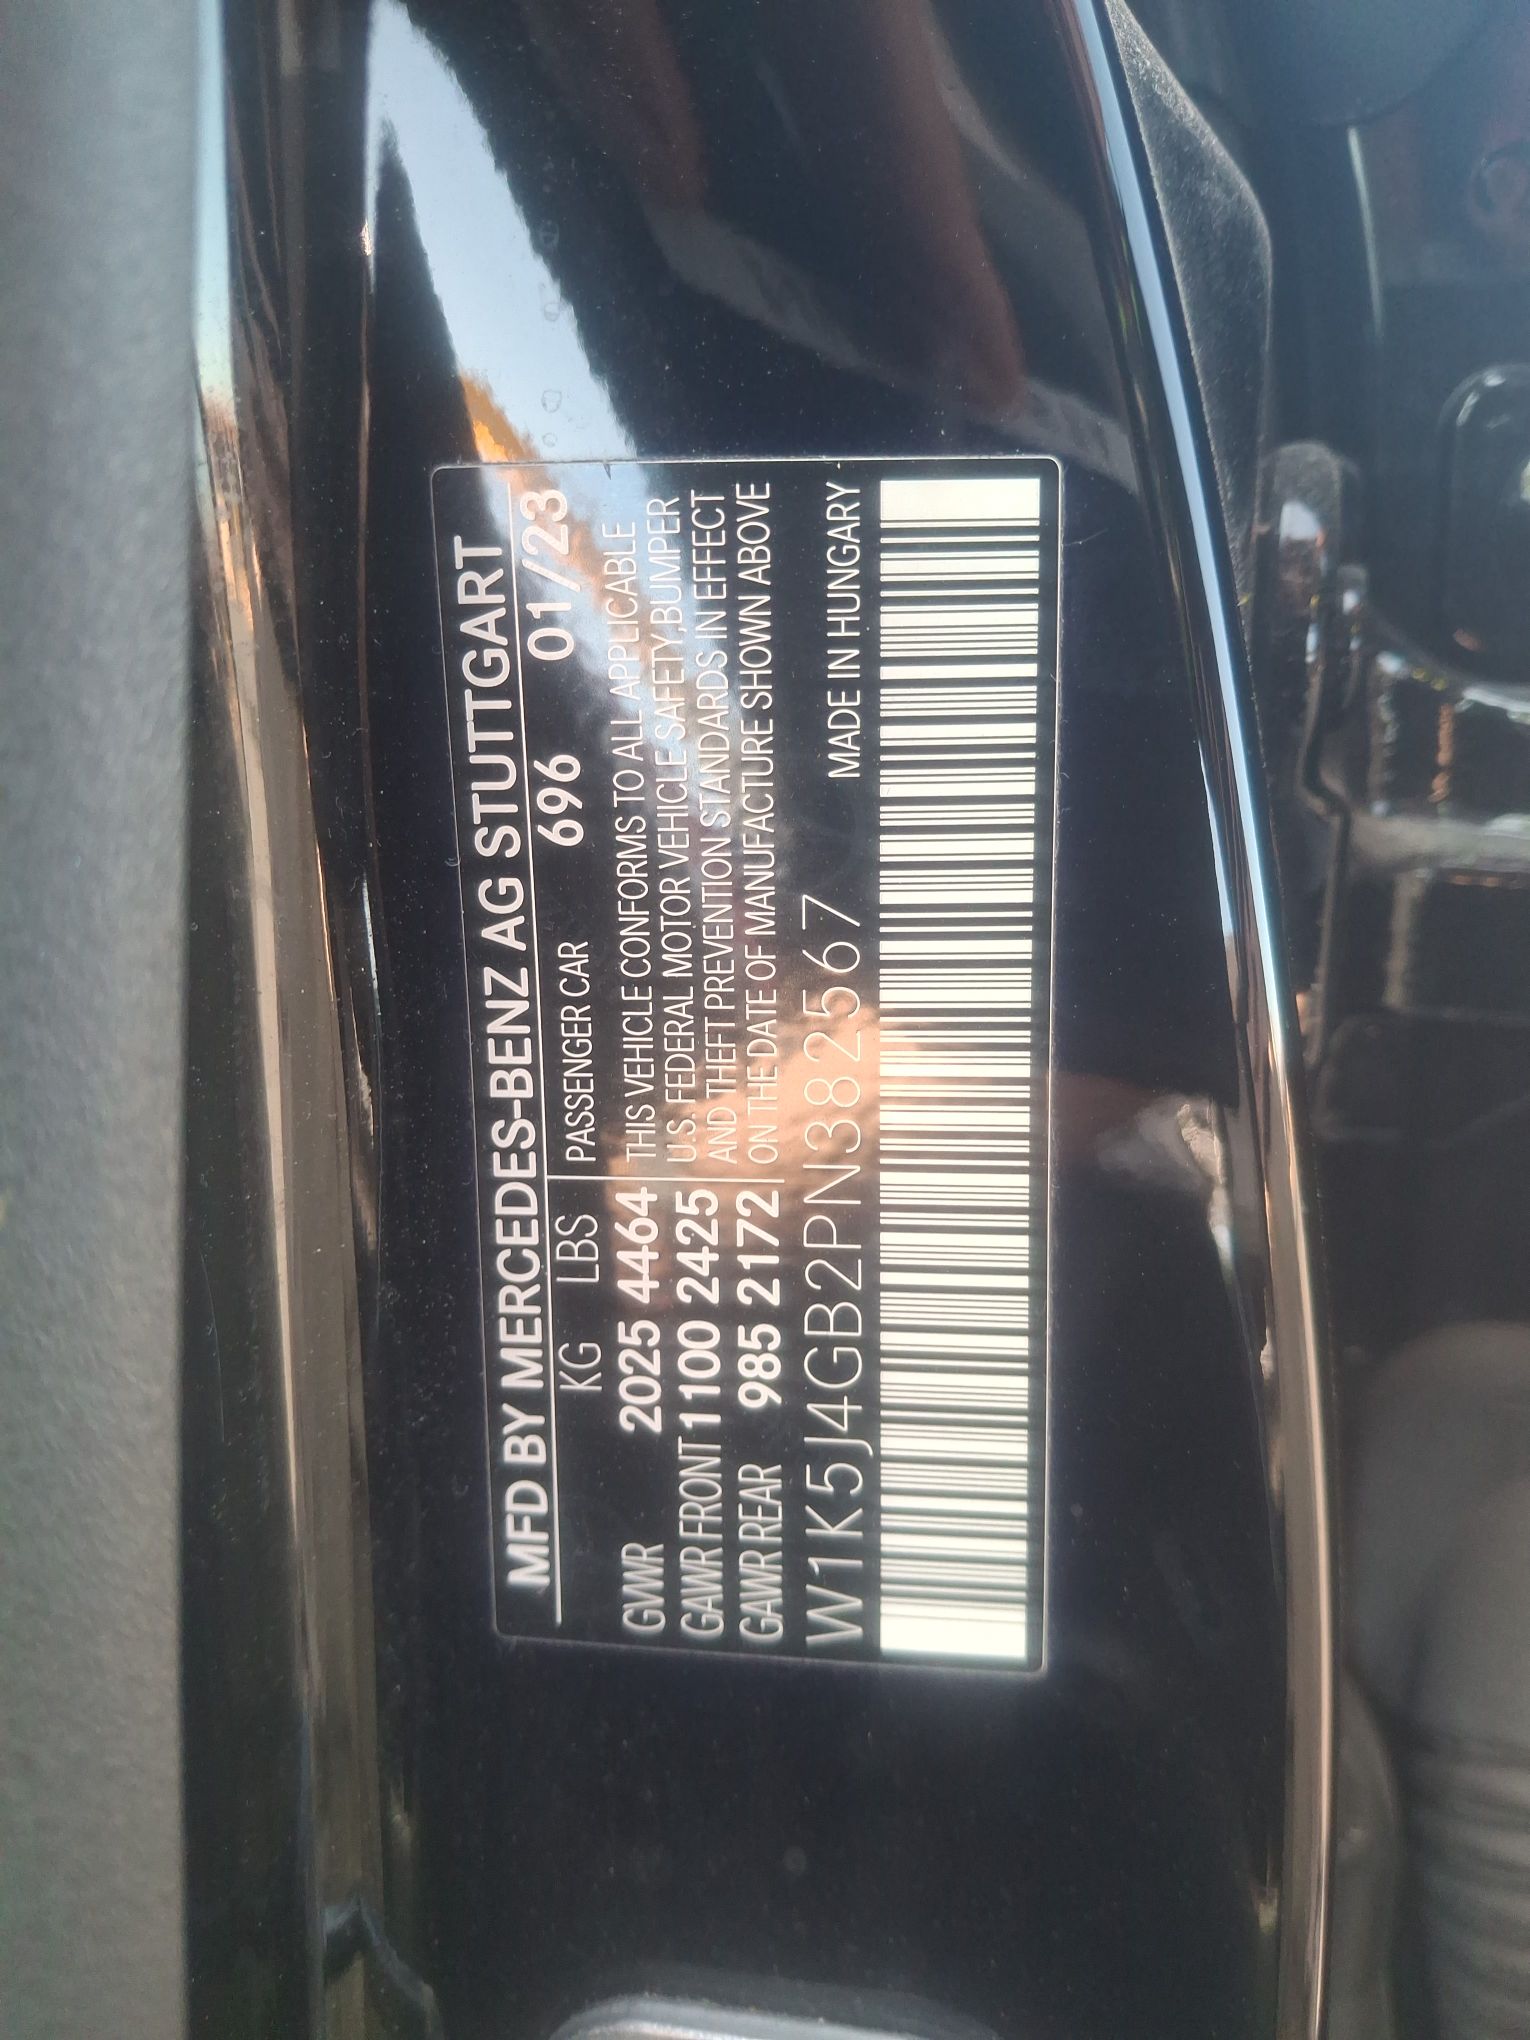 MFD BY MERCEDES-BENZ AG STUTTGART
KG LBS PASSENGER CAR 696 01/23
GVWR 2025 4464 THIS VEHICLE CONFORMS TO ALL APPLICABLE
GAWR FRONT 1100 2425 U.S. FEDERAL MOTOR VEHICLE SAFETY,BUMPER
AND THEFT PREVENTION STANDARDS IN EFFECT
GAWR REAR 985 2172 ON THE DATE OF MANUFACTURE SHOWN ABOVE
W1K5J4GB2PN382567 MADE IN HUNGARY